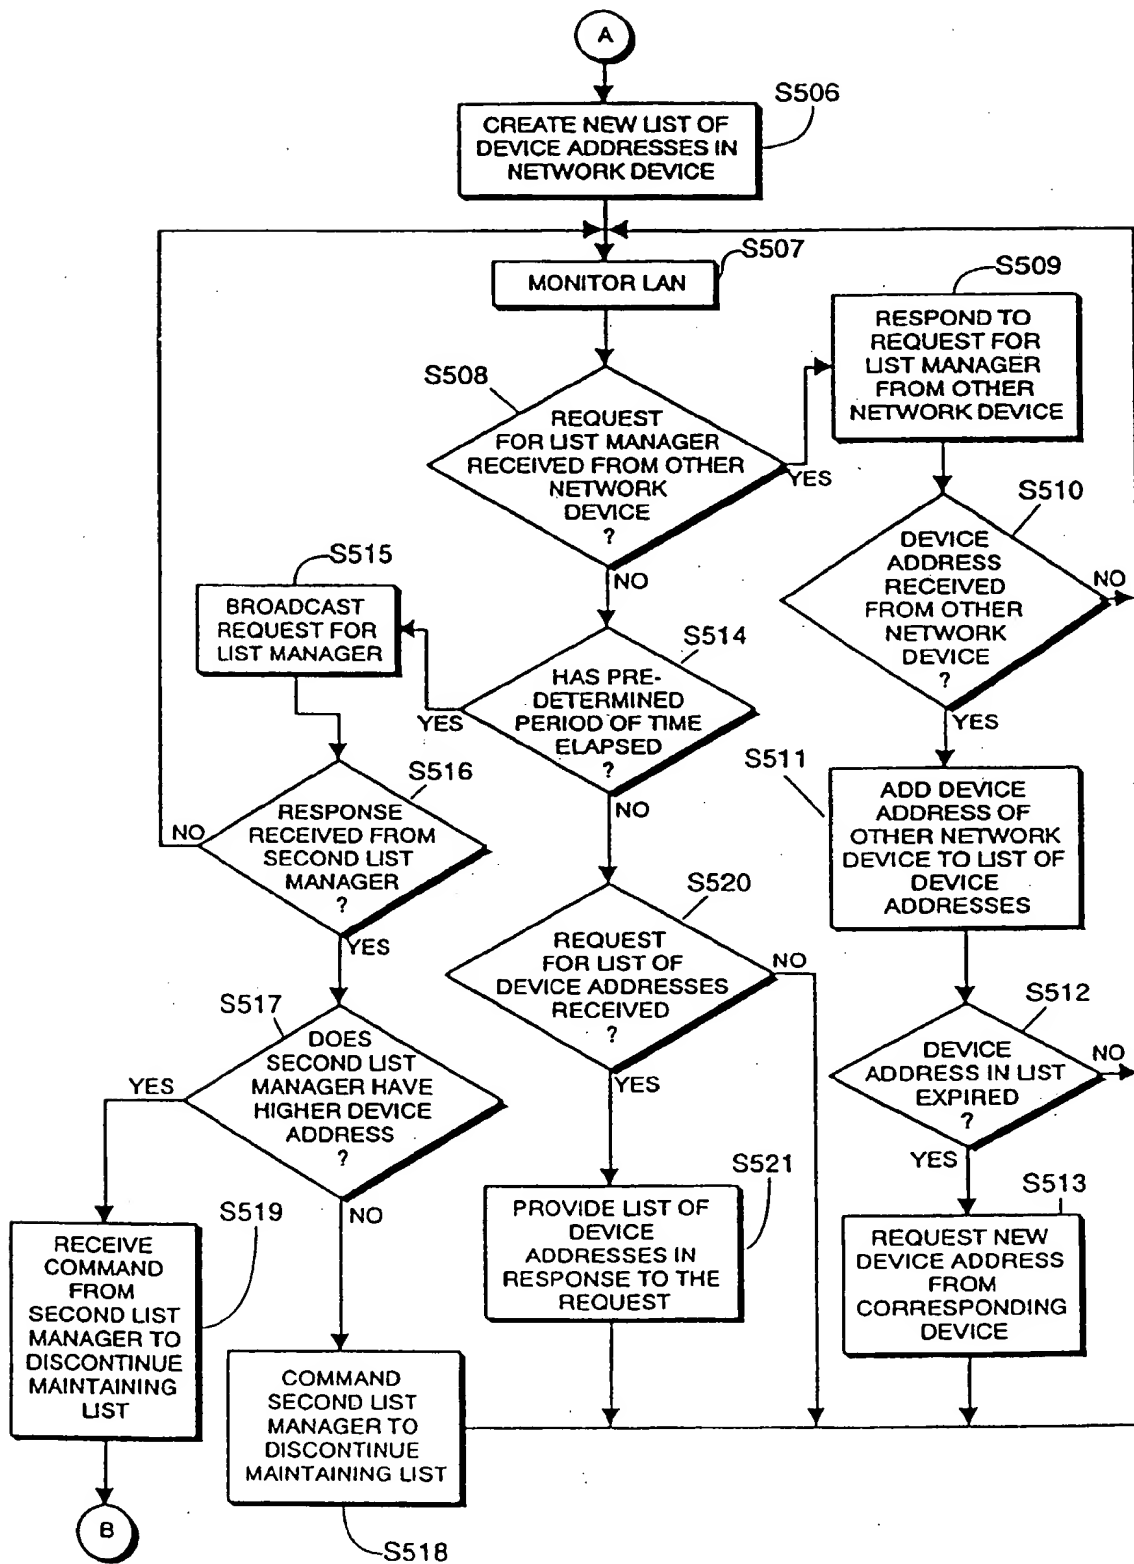 A
S506
CREATE NEW LIST OF
DEVICE ADDRESSES IN
NETWORK DEVICE
S507
MONITOR LAN
S509
RESPOND TO
REQUEST FOR
LIST MANAGER
FROM OTHER
NETWORK DEVICE
S508
REQUEST
FOR LIST MANAGER
RECEIVED FROM OTHER
NETWORK
DEVICE
?
YES
NO
S510
DEVICE
ADDRESS
RECEIVED
FROM OTHER
NETWORK
DEVICE
?
NO
YES
S515
BROADCAST
REQUEST FOR
LIST MANAGER
S514
HAS PRE-
DETERMINED
PERIOD OF TIME
ELAPSED
?
YES
NO
S511
ADD DEVICE
ADDRESS OF
OTHER NETWORK
DEVICE TO LIST OF
DEVICE
ADDRESSES
S516
RESPONSE
RECEIVED FROM
SECOND LIST
MANAGER
?
NO
YES
S520
REQUEST
FOR LIST OF
DEVICE ADDRESSES
RECEIVED
?
NO
YES
S512
DEVICE
ADDRESS IN LIST
EXPIRED
?
NO
YES
S517
DOES
SECOND LIST
MANAGER HAVE
HIGHER DEVICE
ADDRESS
?
YES
NO
S521
PROVIDE LIST OF
DEVICE
ADDRESSES IN
RESPONSE TO THE
REQUEST
S513
REQUEST NEW
DEVICE ADDRESS
FROM
CORRESPONDING
DEVICE
S519
RECEIVE
COMMAND
FROM
SECOND LIST
MANAGER TO
DISCONTINUE
MAINTAINING
LIST
COMMAND
SECOND LIST
MANAGER TO
DISCONTINUE
MAINTAINING LIST
S518
B